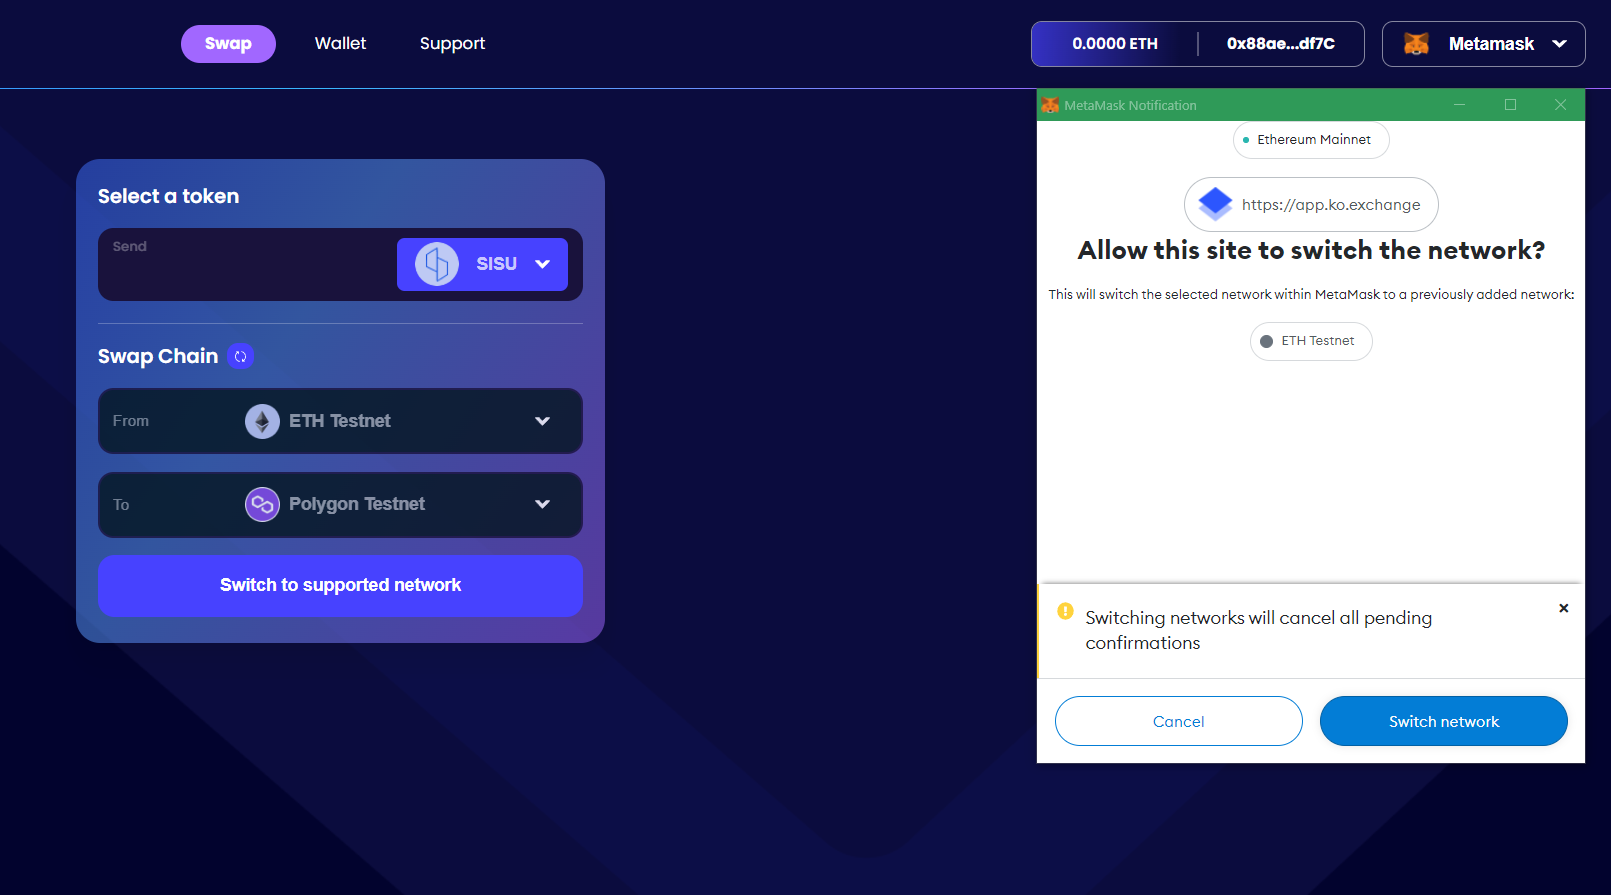 Swap
Wallet
Support
0.0000 ETH
0x88ae...df7C
Metamask
MetaMask Notification
Ethereum Mainnet
https://app.ko.exchange
Allow this site to switch the network?
This will switch the selected network within MetaMask to a previously added network:
ETH Testnet
Switching networks will cancel all pending
confirmations
Cancel
Switch network
Select a token
Send
SISU
Swap Chain
From
ETH Testnet
To
Polygon Testnet
Switch to supported network